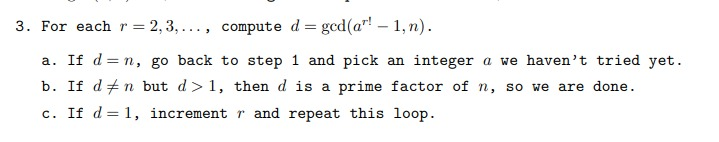 3. For each r = 2, 3, . . . , compute d = gcd(a^{r!} − 1, n).
a. If d = n, go back to step 1 and pick an integer a we haven't tried yet.
b. If d ≠ n but d > 1, then d is a prime factor of n, so we are done.
c. If d = 1, increment r and repeat this loop.